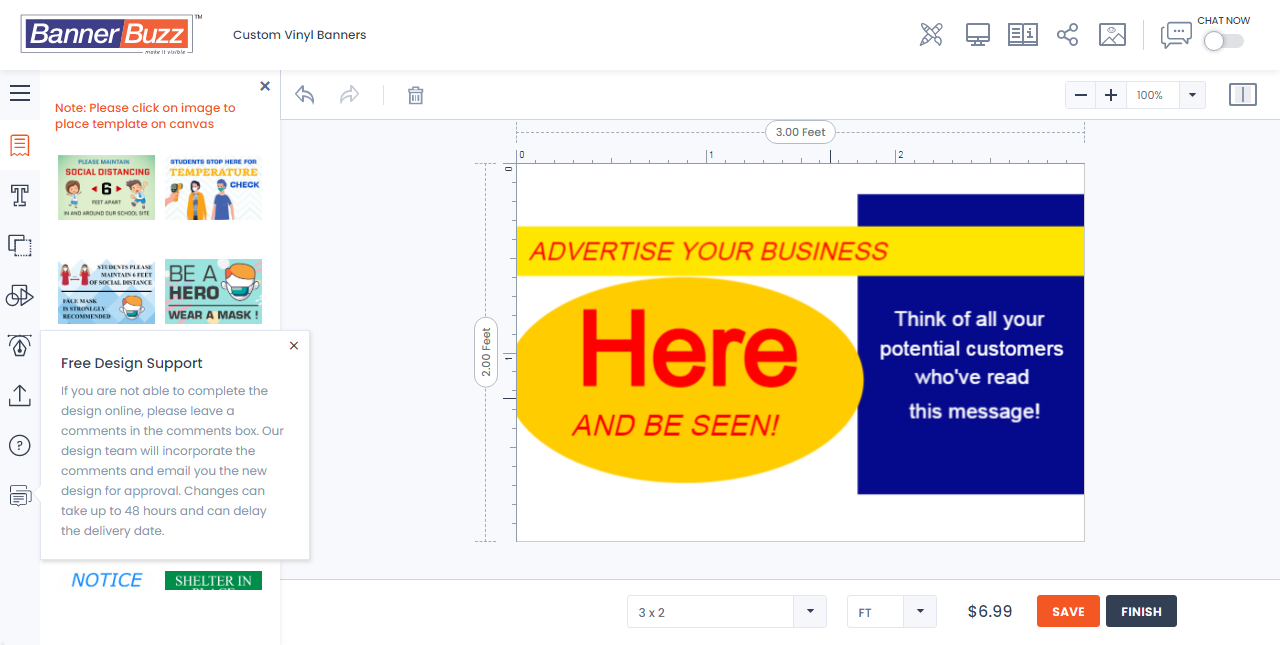 BannerBuzz™
make it visible
Custom Vinyl Banners
CHAT NOW
Note: Please click on image to
place template on canvas
PLEASE MAINTAIN
SOCIAL DISTANCING
6
FEET APART
IN AND AROUND OUR SCHOOL SITE
STUDENTS STOP HERE FOR
TEMPERATURE
CHECK
STUDENTS PLEASE
MAINTAIN 6 FEET
OF SOCIAL DISTANCE
FACE MASK
IS STRONLGLY
RECOMMENDED
BE A
HERO
WEAR A MASK !
Free Design Support
If you are not able to complete the
design online, please leave a
comments in the comments box. Our
design team will incorporate the
comments and email you the new
design for approval. Changes can
take up to 48 hours and can delay
the delivery date.
NOTICE
SHELTER IN
PLACE
100%
3.00 Feet
0 1 2
0
1
2.00 Feet
ADVERTISE YOUR BUSINESS
Here
AND BE SEEN!
Think of all your
potential customers
who've read
this message!
3 x 2
FT
$6.99
SAVE
FINISH